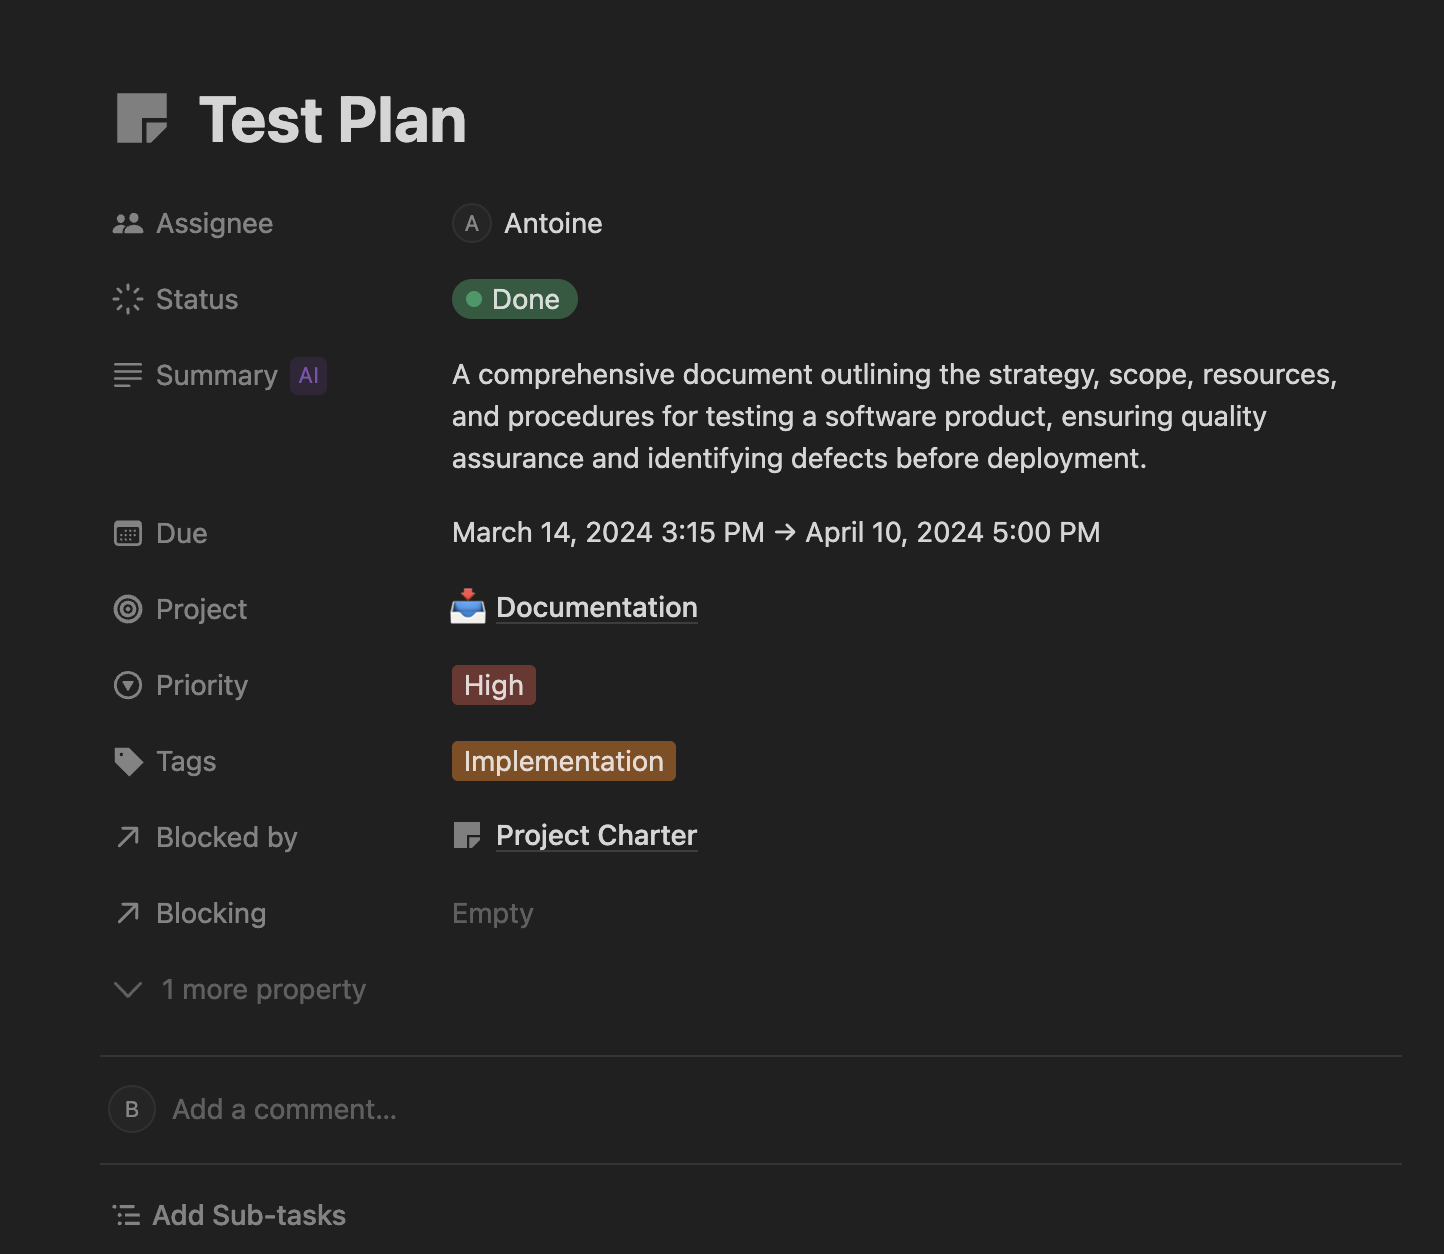 Test Plan
Assignee
A Antoine
Status
Done
Summary AI
A comprehensive document outlining the strategy, scope, resources,
and procedures for testing a software product, ensuring quality
assurance and identifying defects before deployment.
Due
March 14, 2024 3:15 PM → April 10, 2024 5:00 PM
Project
Documentation
Priority
High
Tags
Implementation
Blocked by
Project Charter
Blocking
Empty
1 more property
B Add a comment...
Add Sub-tasks